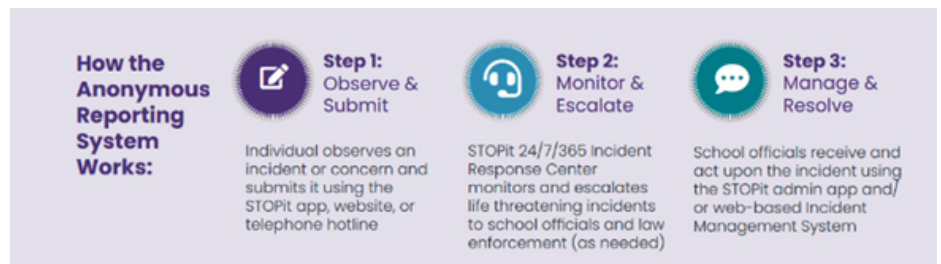 How the
Anonymous
Reporting
System
Works:
Step 1:
Observe &
Submit
Individual observes an
incident or concern and
submits it using the
STOPit app, website, or
telephone hotline
Step 2:
Monitor &
Escalate
STOPit 24/7/365 Incident
Response Center
monitors and escalates
life threatening incidents
to school officials and law
enforcement (as needed)
Step 3:
Manage &
Resolve
School officials receive and
act upon the incident using
the STOPit admin app and/
or web-based Incident
Management System